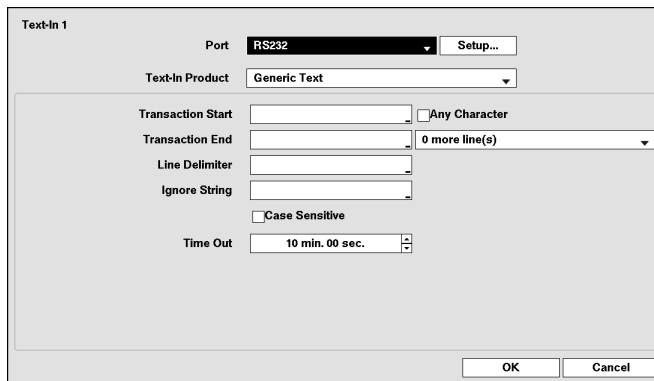 Text-In 1
Port RS232 Setup...
Text-In Product Generic Text
Transaction Start Any Character
Transaction End 0 more line(s)
Line Delimiter
Ignore String
Case Sensitive
Time Out 10 min. 00 sec.
OK Cancel